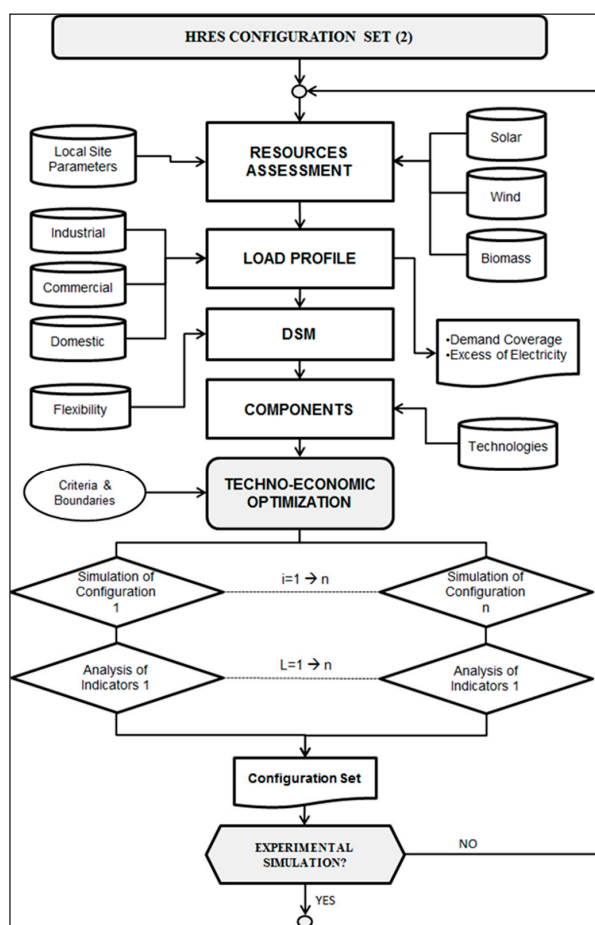 HRES CONFIGURATION SET (2)
Local Site
Parameters
RESOURCES
ASSESSMENT
Solar
Wind
Biomass
Industrial
Commercial
Domestic
LOAD PROFILE
•Demand Coverage
•Excess of Electricity
DSM
Flexibility
COMPONENTS
Technologies
Criteria &
Boundaries
TECHNO-ECONOMIC
OPTIMIZATION
Simulation of
Configuration
1
i=1 → n
Simulation of
Configuration
n
Analysis of
Indicators 1
L=1 → n
Analysis of
Indicators 1
Configuration Set
EXPERIMENTAL
SIMULATION?
NO
YES